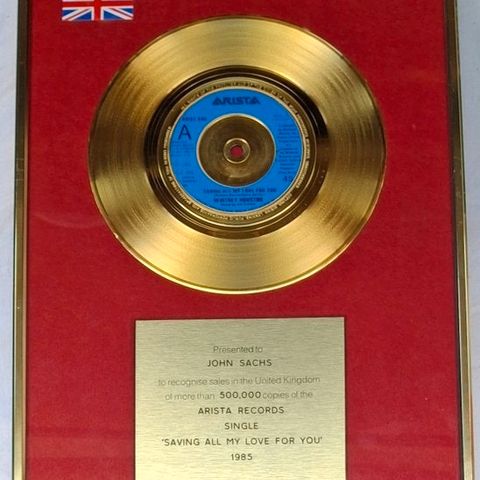 ARISTA
A
SAVING ALL MY LOVE FOR YOU
WHITNEY HOUSTON
45
Presented to
JOHN SACHS
to recognise sales in the United Kingdom
of more than 500,000 copies of the
ARISTA RECORDS
SINGLE
'SAVING ALL MY LOVE FOR YOU'
1985